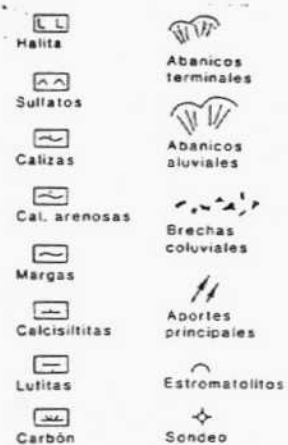 L L
Halita
Sulfatos
Calizas
Cal. arenosas
Margas
Calcisiltitas
Lutitas
Carbón
Abanicos
terminales
Abanicos
aluviales
Brechas
coluviales
Aportes
principales
Estromatolitos
Sondeo